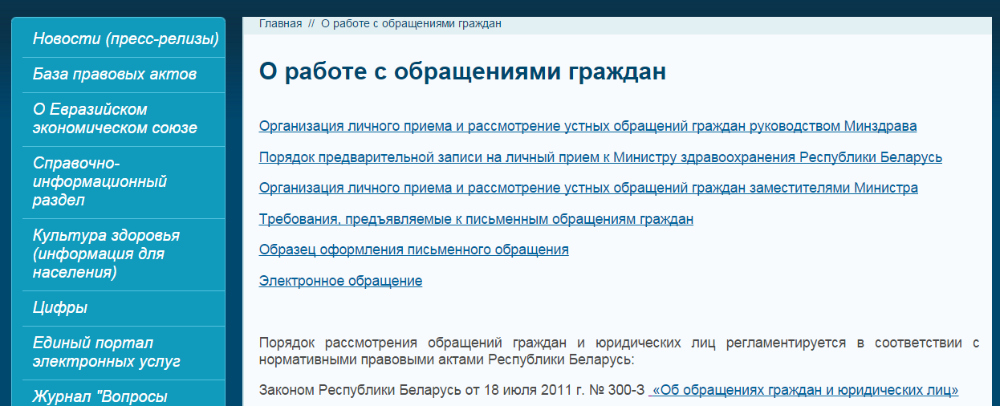 Новости (пресс-релизы)
База правовых актов
О Евразийском
экономическом союзе
Справочно-
информационный
раздел
Культура здоровья
(информация для
населения)
Цифры
Единый портал
электронных услуг
Журнал "Вопросы
Главная // О работе с обращениями граждан
О работе с обращениями граждан
Организация личного приема и рассмотрение устных обращений граждан руководством Минздрава
Порядок предварительной записи на личный прием к Министру здравоохранения Республики Беларусь
Организация личного приема и рассмотрение устных обращений граждан заместителями Министра
Требования, предъявляемые к письменным обращениям граждан
Образец оформления письменного обращения
Электронное обращение
Порядок рассмотрения обращений граждан и юридических лиц регламентируется в соответствии с
нормативными правовыми актами Республики Беларусь:
Законом Республики Беларусь от 18 июля 2011 г. № 300-З «Об обращениях граждан и юридических лиц»